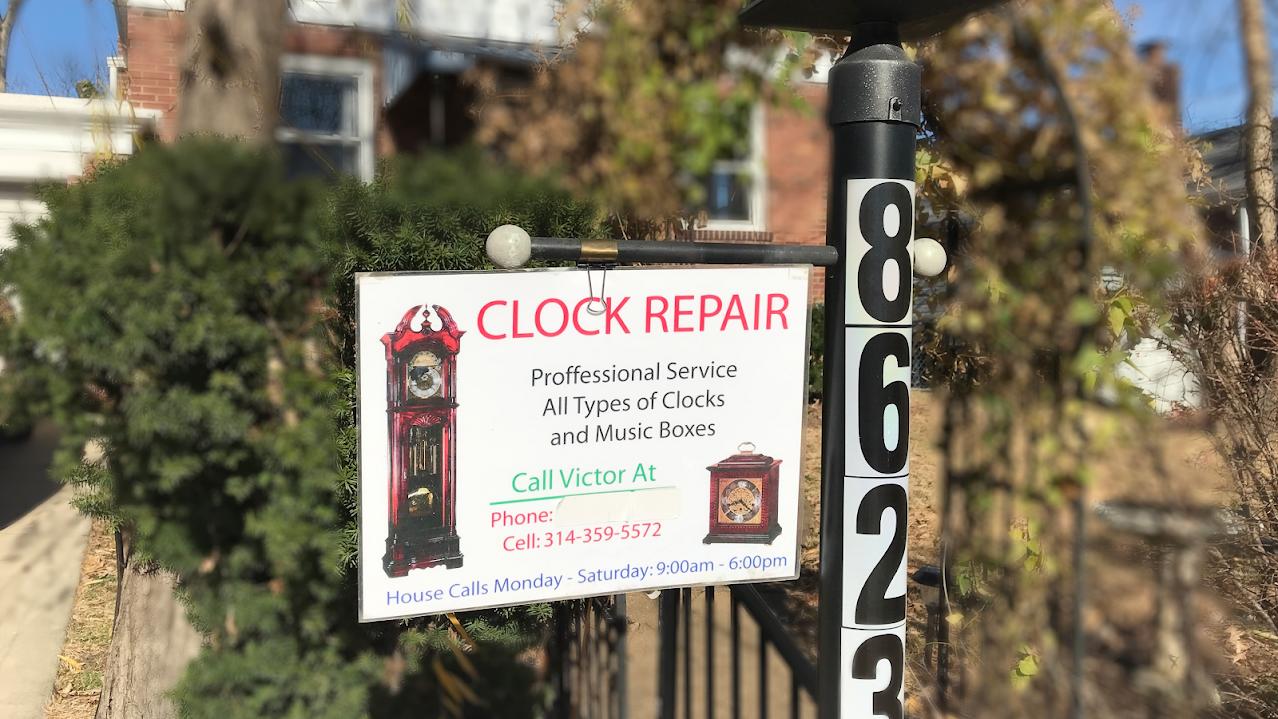 CLOCK REPAIR
Proffessional Service
All Types of Clocks
and Music Boxes
Call Victor At
Phone:
Cell: 314-359-5572
House Calls Monday - Saturday: 9:00am - 6:00pm
8
6
2
3